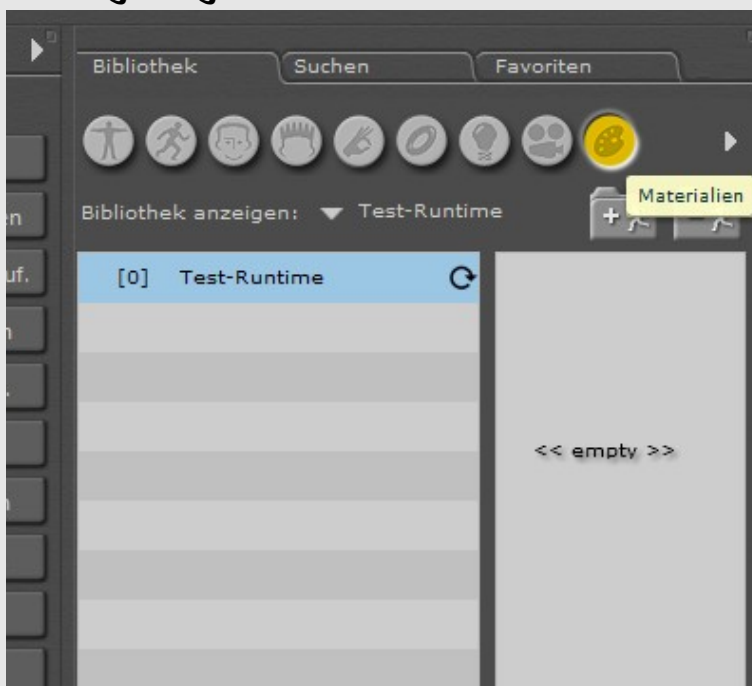 Bibliothek Suchen Favoriten
Materialien
en
Bibliothek anzeigen: Test-Runtime
uf.
[0] Test-Runtime
<< empty >>